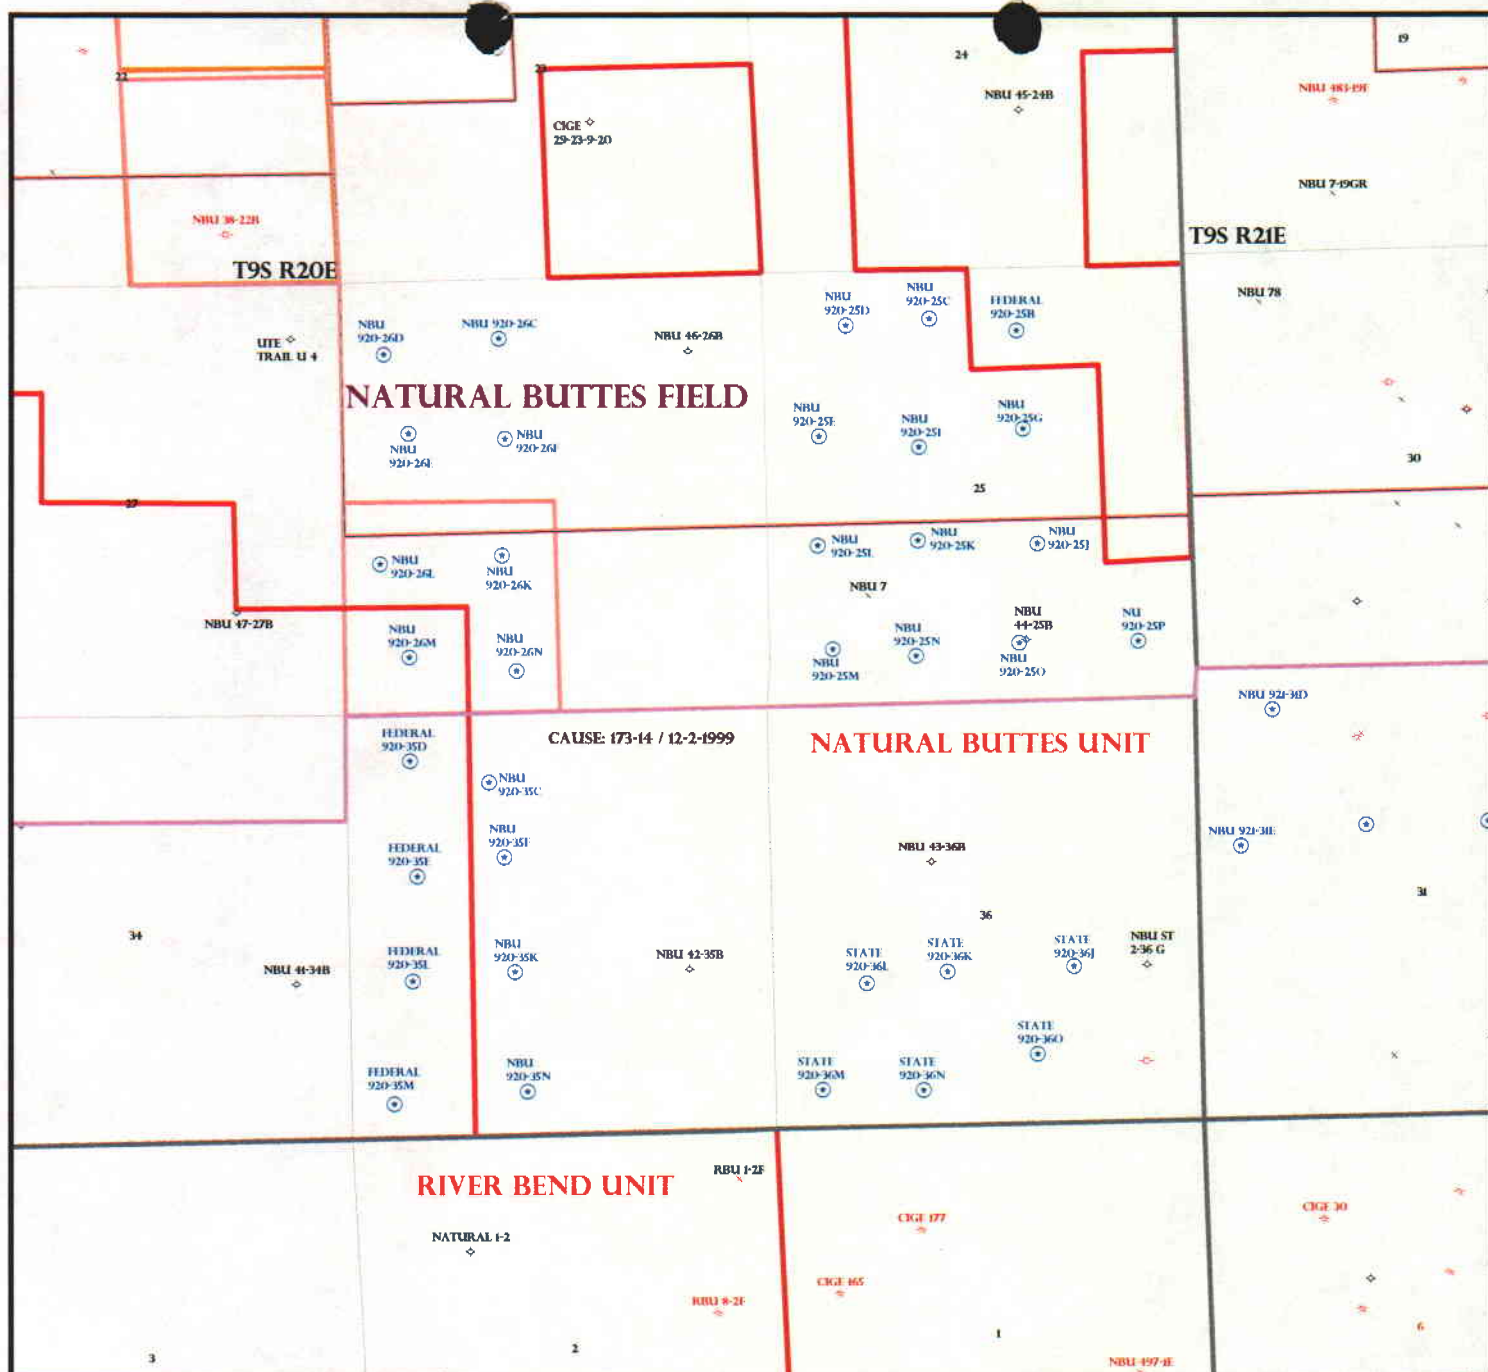 22
23
24
19
NBU 45-24B
NBU 483-19F
CIGE
29-23-9-20
NBU 7-19GR
NBU 38-22B
T9S R20E
T9S R21E
NBU 78
NBU
920-26D
NBU 920-26C
NBU 46-26B
NBU
920-25D
NBU
920-25C
FEDERAL
920-25B
UTE
TRAIL U 4
NATURAL BUTTES FIELD
NBU
920-26E
NBU
920-26F
NBU
920-25E
NBU
920-25I
NBU
920-25G
30
27
25
NBU
920-26L
NBU
920-26K
NBU
920-25L
NBU
920-25K
NBU
920-25J
NBU 7
NBU 47-27B
NBU
920-26M
NBU
920-26N
NBU
920-25M
NBU
920-25N
NBU
44-25B
NBU
920-25O
NU
920-25P
NBU 921-31D
FEDERAL
920-35D
CAUSE: 173-14 / 12-2-1999
NATURAL BUTTES UNIT
NBU
920-35C
NBU
920-35F
FEDERAL
920-35E
NBU 43-36B
NBU 921-31E
31
36
34
NBU 41-34B
FEDERAL
920-35L
NBU
920-35K
NBU 42-35B
STATE
920-36L
STATE
920-36K
STATE
920-36J
NBU ST
2-36 G
STATE
920-36O
FEDERAL
920-35M
NBU
920-35N
STATE
920-36M
STATE
920-36N
RIVER BEND UNIT
RBU 1-2F
NATURAL 1-2
CIGE 177
CIGE 30
CIGE 165
RBU 8-2F
3
2
1
6
NBU 497-1E